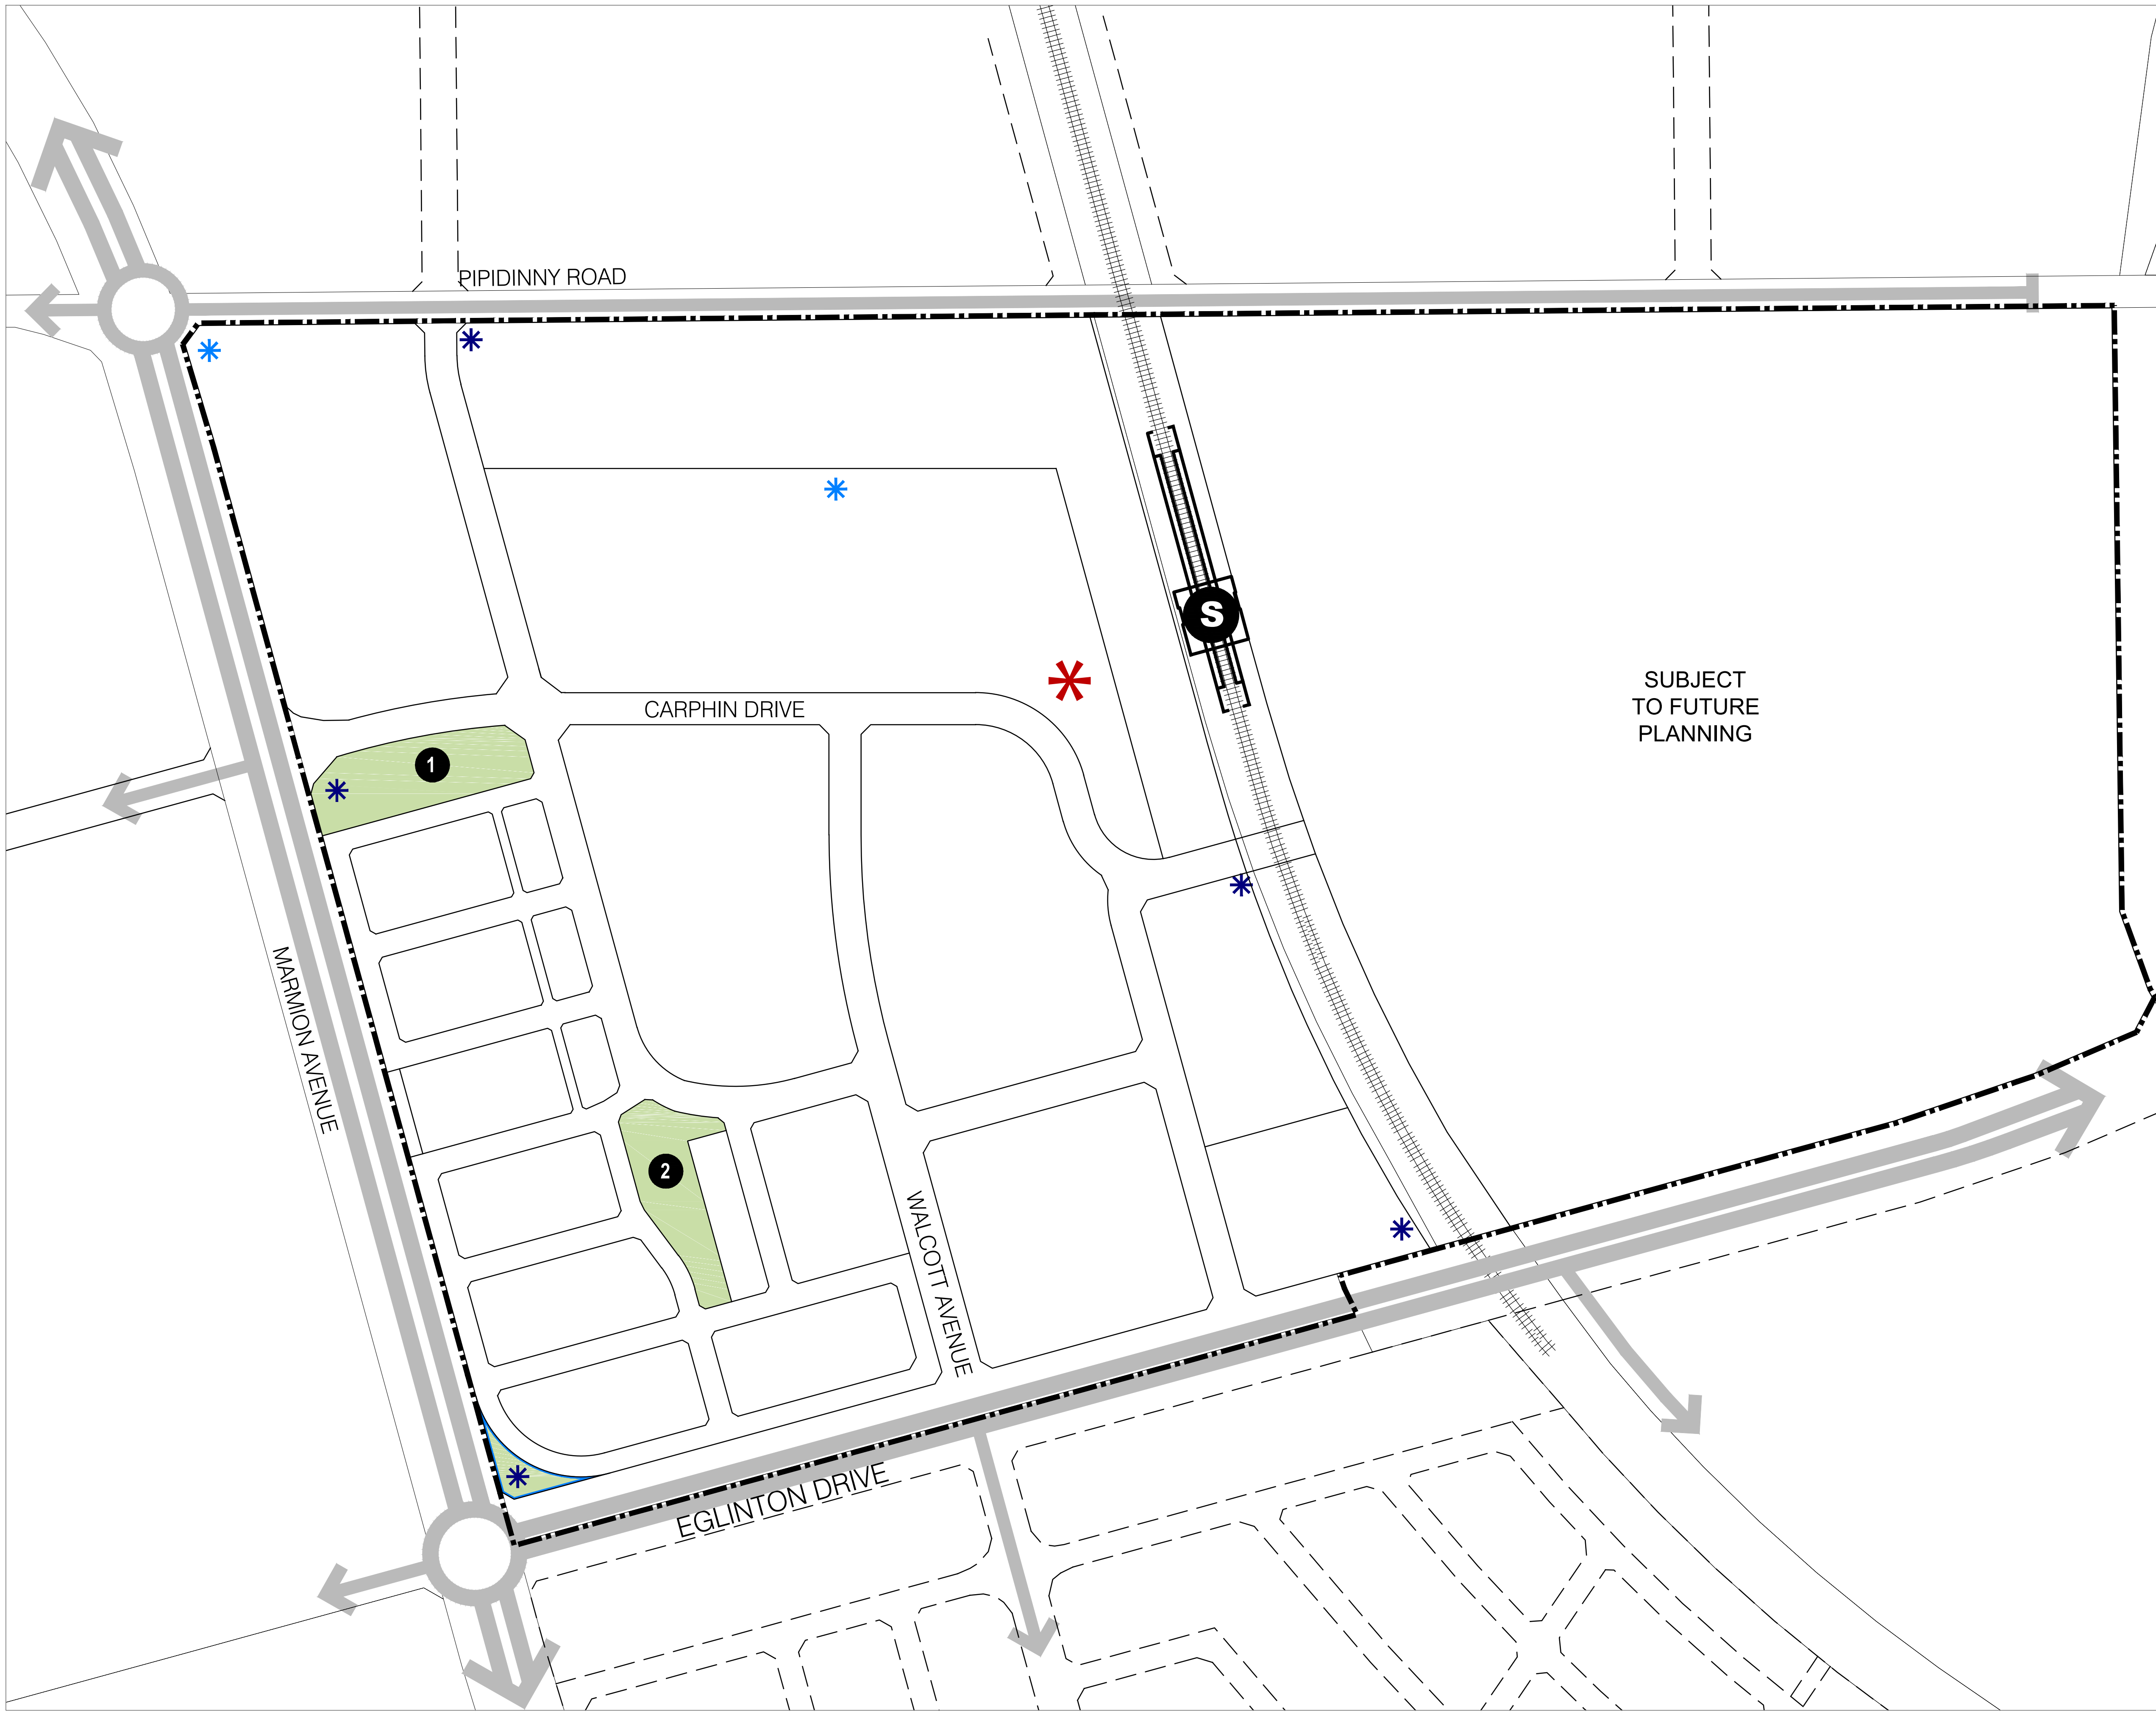 PIPIDINNY ROAD
S
SUBJECT
TO FUTURE
PLANNING
CARPHIN DRIVE
1
MARMION AVENUE
2
WALCOTT AVENUE
EGLINTON DRIVE